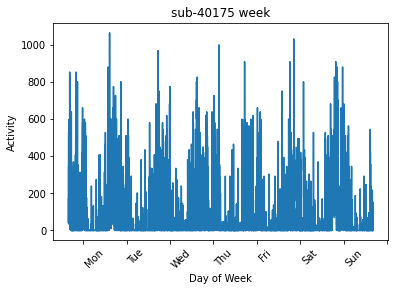 sub-40175 week
Activity
1000
800
600
400
200
0
Mon
Tue
Wed
Thu
Fri
Sat
Sun
Day of Week